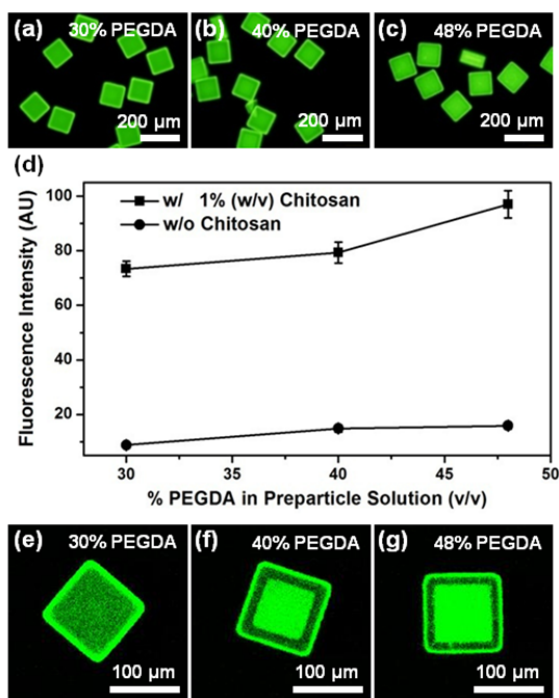 (a) 30% PEGDA
200 µm
(b) 40% PEGDA
200 µm
(c) 48% PEGDA
200 µm
(d)
Fluorescence Intensity (AU)
100
80
60
40
20
w/ 1% (w/v) Chitosan
w/o Chitosan
30 35 40 45 50
% PEGDA in Preparticle Solution (v/v)
(e) 30% PEGDA
100 µm
(f) 40% PEGDA
100 µm
(g) 48% PEGDA
100 µm